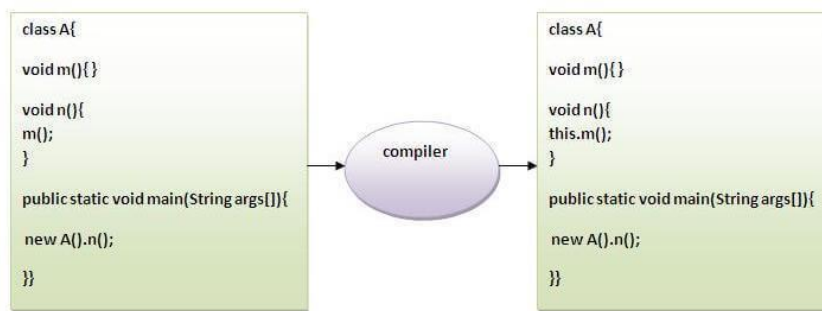 class A{
void m(){}
void n(){
m();
}
public static void main(String args[]){
new A().n();
}}
compiler
class A{
void m(){}
void n(){
this.m();
}
public static void main(String args[]){
new A().n();
}}